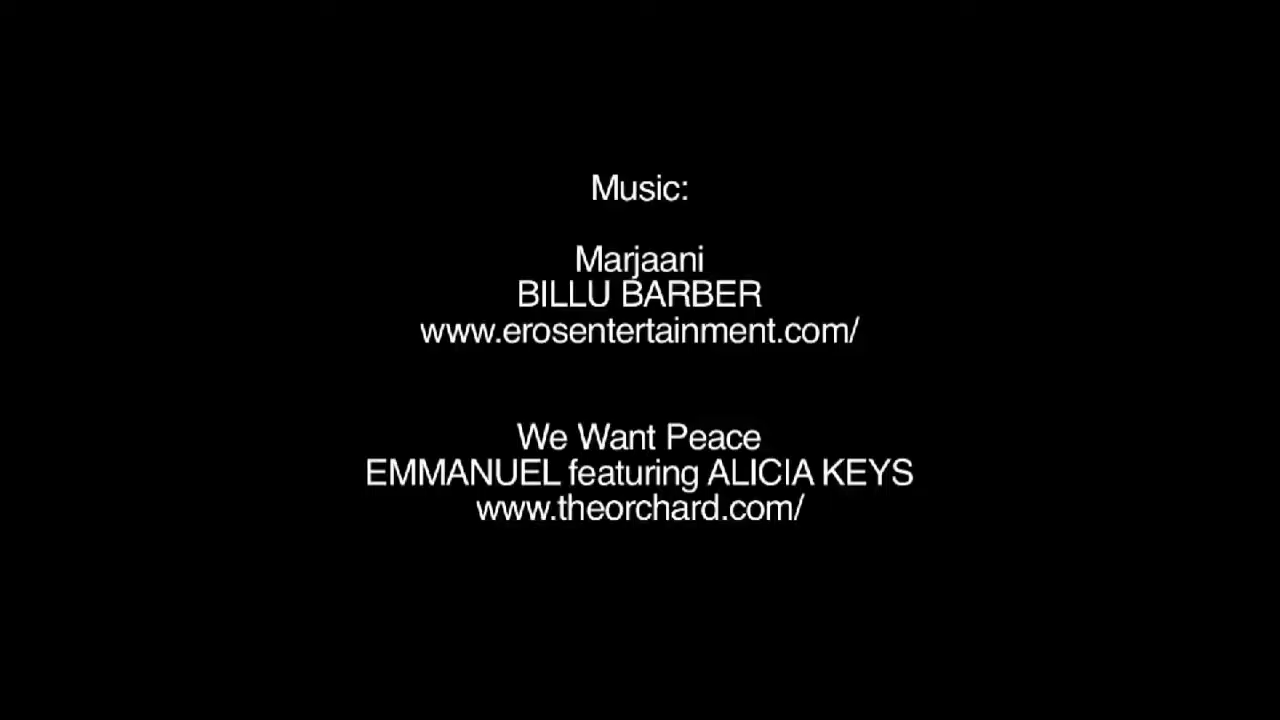 Music:
Marjaani
BILLU BARBER
www.erosentertainment.com/
We Want Peace
EMMANUEL featuring ALICIA KEYS
www.theorchard.com/